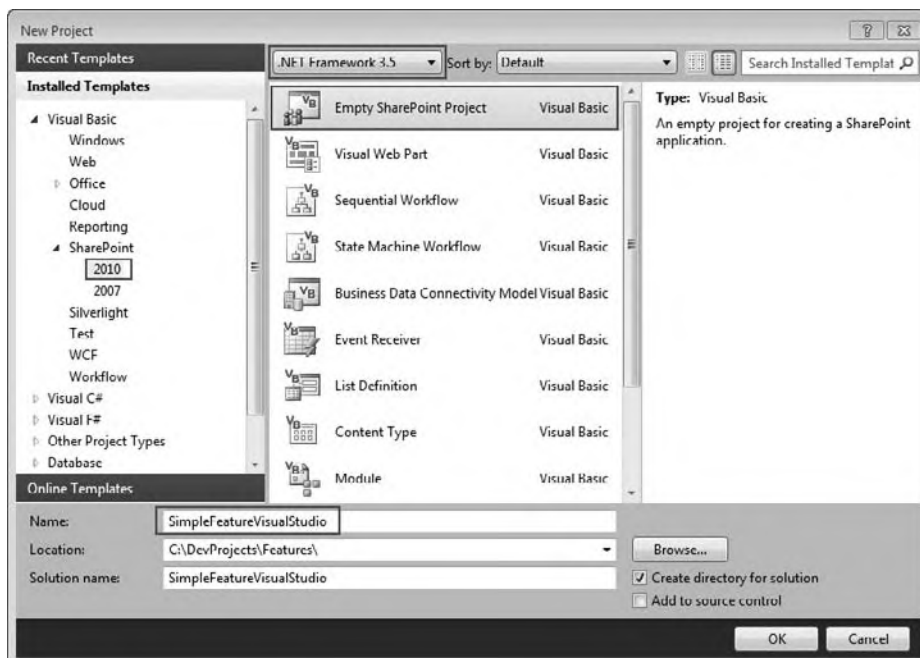 New Project
Recent Templates
.NET Framework 3.5
Sort by: Default
Search Installed Templat
Installed Templates
Visual Basic
Windows
Web
Office
Cloud
Reporting
SharePoint
2010
2007
Silverlight
Test
WCF
Workflow
Visual C#
Visual F#
Other Project Types
Database
Online Templates
Empty SharePoint Project Visual Basic
Visual Web Part Visual Basic
Sequential Workflow Visual Basic
State Machine Workflow Visual Basic
Business Data Connectivity Model Visual Basic
Event Receiver Visual Basic
List Definition Visual Basic
Content Type Visual Basic
Module Visual Basic
Type: Visual Basic
An empty project for creating a SharePoint
application.
Name: SimpleFeatureVisualStudio
Location: C:\DevProjects\Features\
Browse...
Solution name: SimpleFeatureVisualStudio
Create directory for solution
Add to source control
OK
Cancel